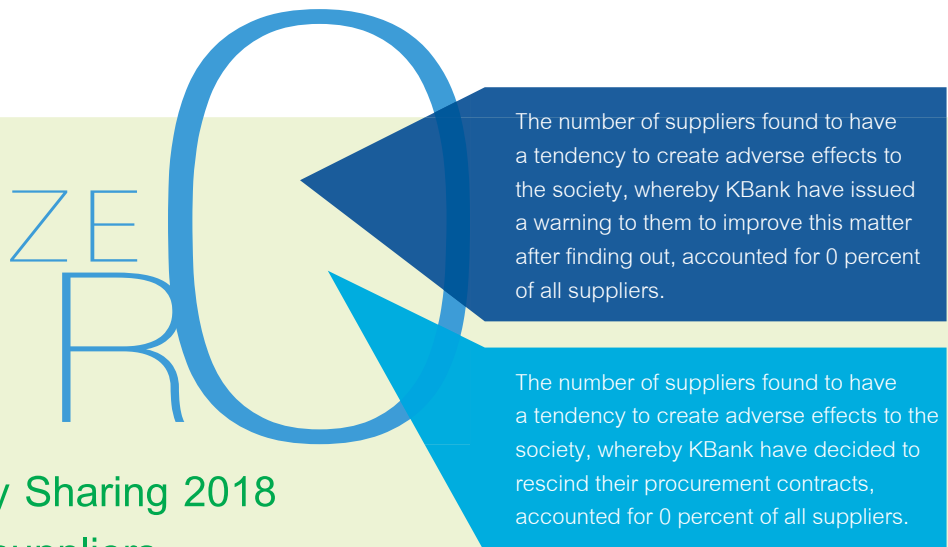 ZE
RO
The number of suppliers found to have
a tendency to create adverse effects to
the society, whereby KBank have issued
a warning to them to improve this matter
after finding out, accounted for 0 percent
of all suppliers.
The number of suppliers found to have
a tendency to create adverse effects to the
society, whereby KBank have decided to
rescind their procurement contracts,
accounted for 0 percent of all suppliers.
Sharing 2018
suppliers